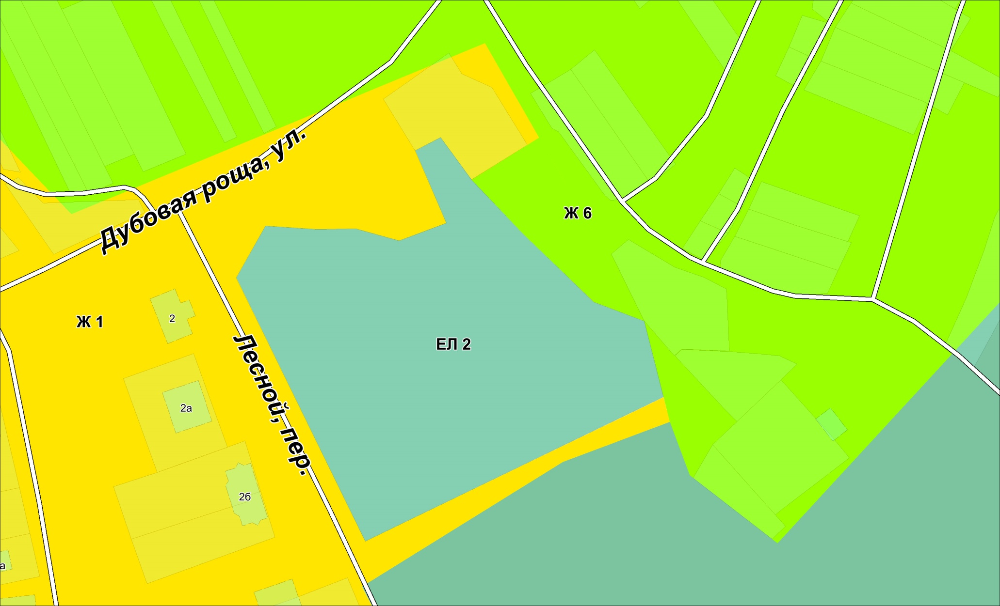 Дубовая роща, ул.
Ж 6
Ж 1
2
Лесной, пер.
ЕЛ 2
2а
2б
а